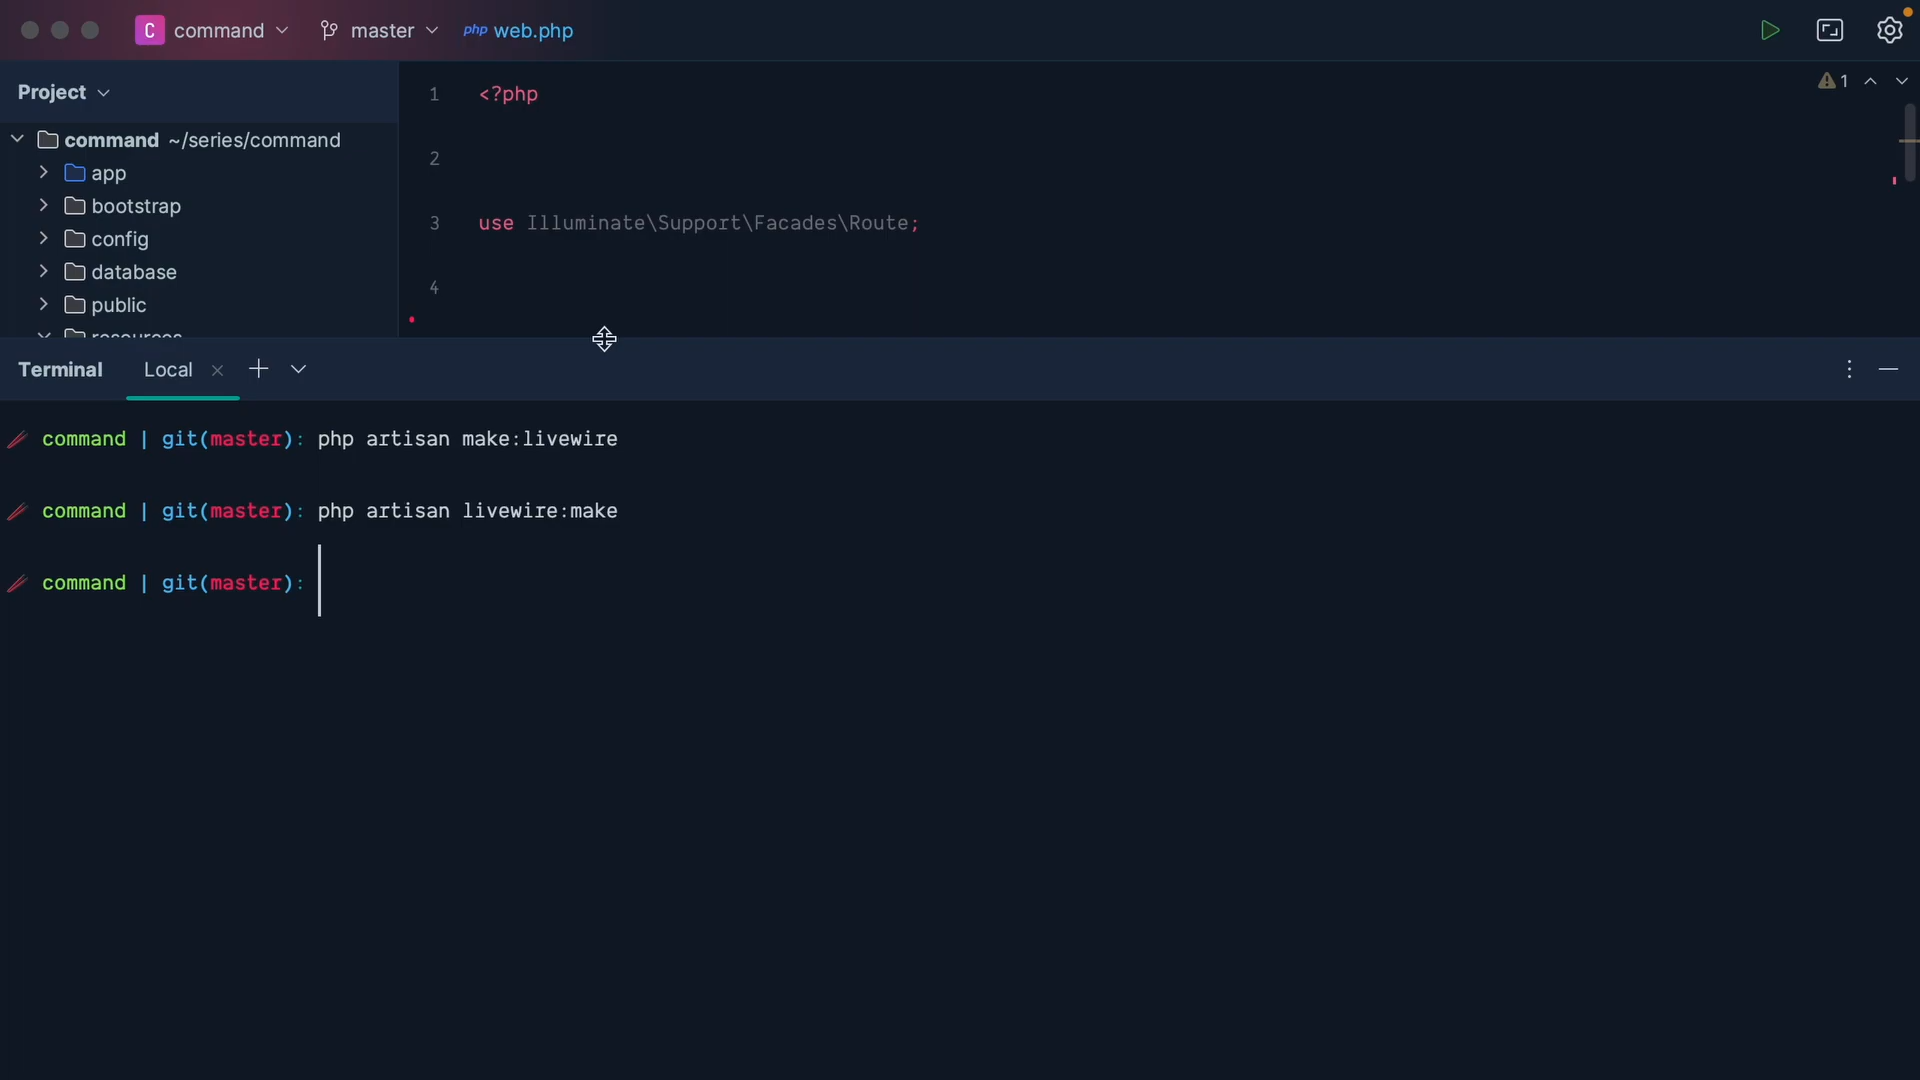 C command master php web.php
Project
1 <?php
1
command ~/series/command
app
2
bootstrap
3 use Illuminate\Support\Facades\Route;
config
database
4
public
resources
Terminal Local
command | git(master): php artisan make:livewire
command | git(master): php artisan livewire:make
command | git(master):